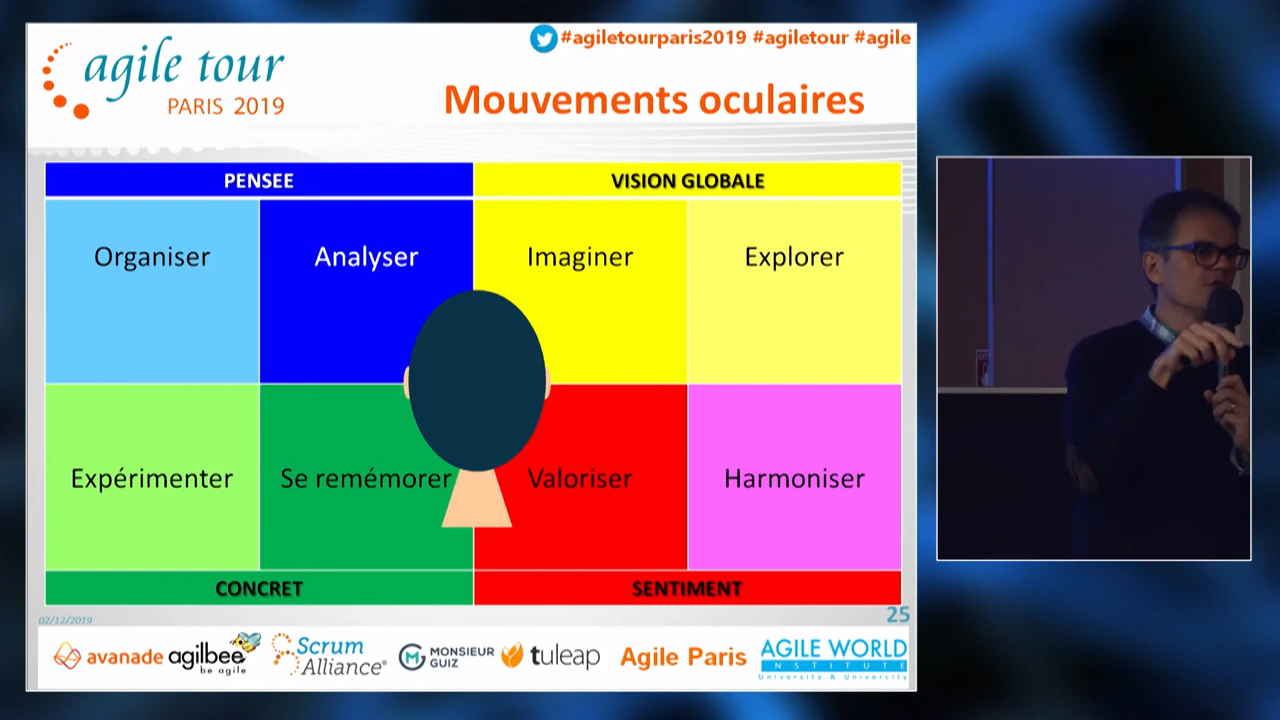 agile tour
PARIS 2019
#agiletourparis2019 #agiletour #agile
Mouvements oculaires
PENSEE
VISION GLOBALE
Organiser
Analyser
Imaginer
Explorer
Expérimenter
Se remémorer
Valoriser
Harmoniser
CONCRET
SENTIMENT
02/12/2019
25
avanade
agilbee
be agile
Scrum
Alliance®
MONSIEUR
GUIZ
tuleap
Agile Paris
AGILE WORLD
INSTITUTE
University & Univercity